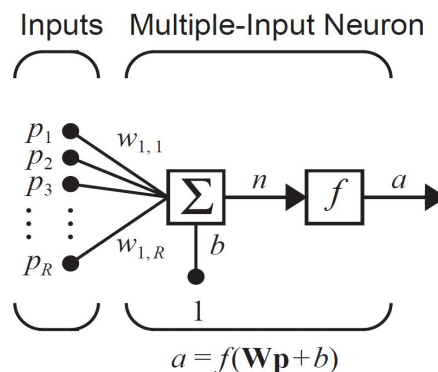 Inputs Multiple-Input Neuron
p1 w1, 1
p2
p3 Σ n f a
w1, R b
pR
1
a = f(Wp+b)